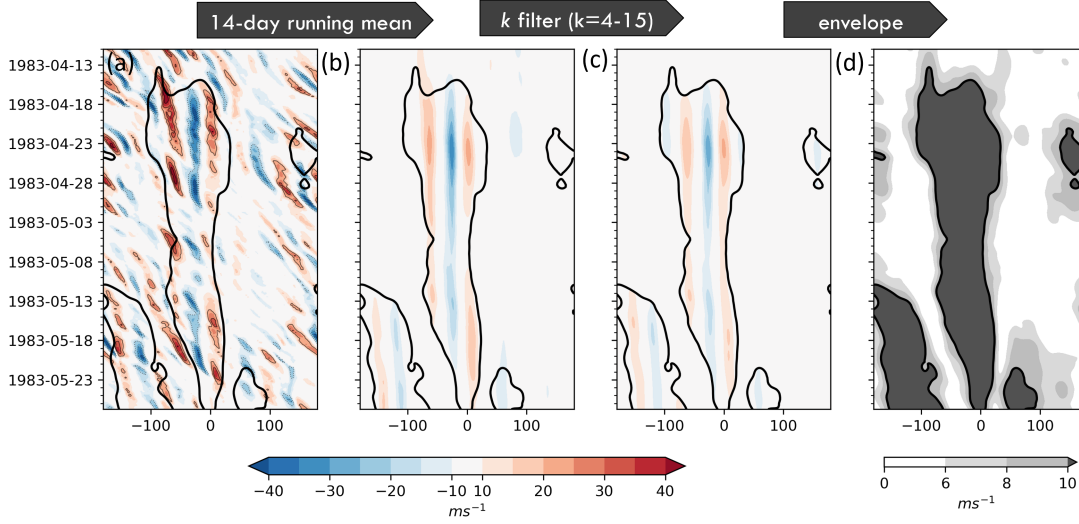 14-day running mean
k filter (k=4-15)
envelope
(a)
(b)
(c)
(d)
1983-04-13
1983-04-18
1983-04-23
1983-04-28
1983-05-03
1983-05-08
1983-05-13
1983-05-18
1983-05-23
−100 0 100
−100 0 100
−100 0 100
−100 0 100
−40 −30 −20 −10 10 20 30 40
ms−1
0 6 8 10
ms−1